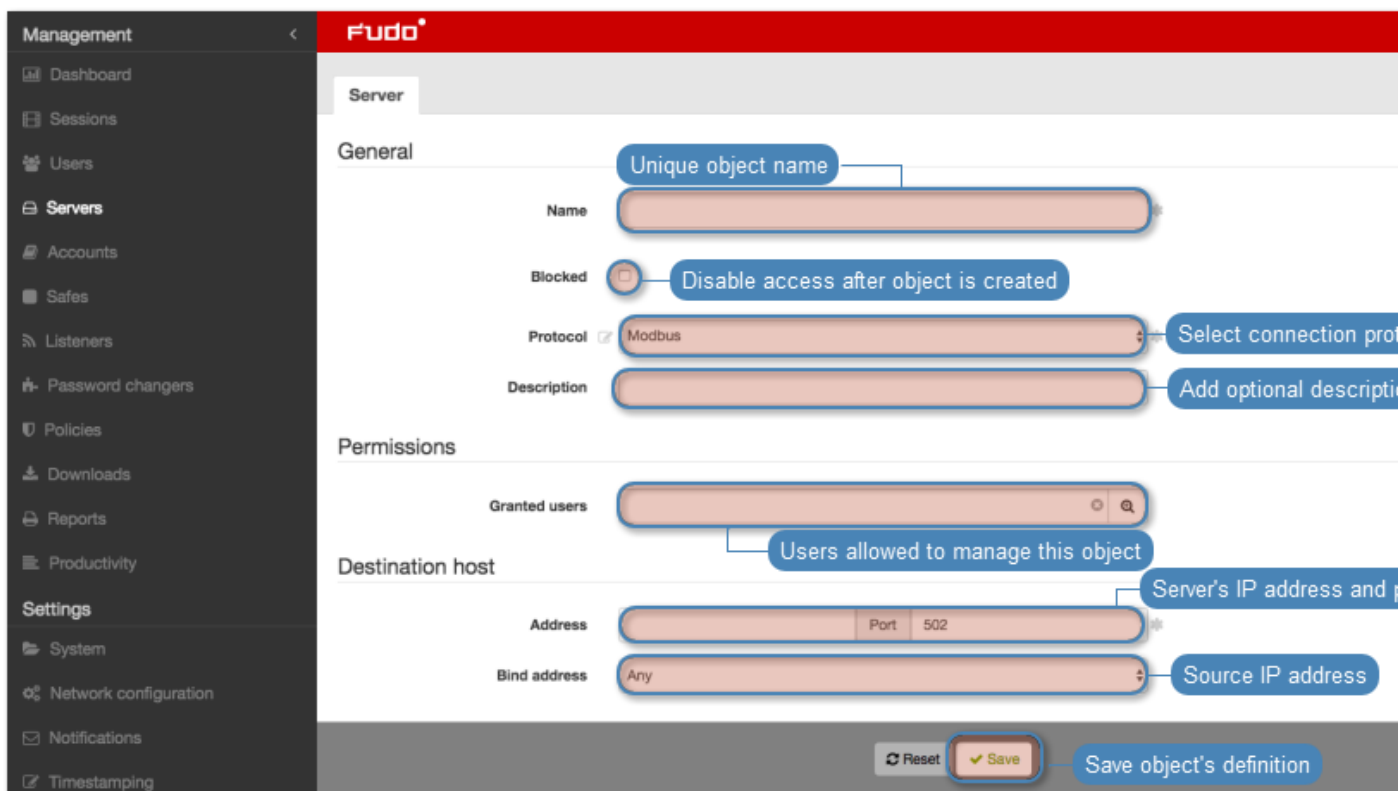 Management
Dashboard
Sessions
Users
Servers
Accounts
Safes
Listeners
Password changers
Policies
Downloads
Reports
Productivity
Settings
System
Network configuration
Notifications
Timestamping
FUDO
Server
General
Unique object name
Name
Blocked
Disable access after object is created
Protocol Modbus
Select connection
Description
Add optional
Permissions
Granted users
Users allowed to manage this object
Destination host
Server's IP address and
Address Port 502
Bind address Any
Source IP address
Reset Save
Save object's definition